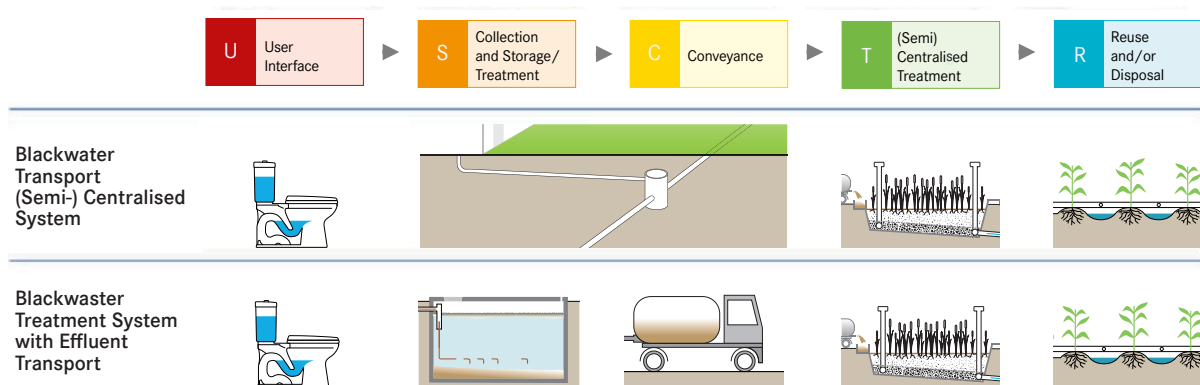 U
User
Interface
S
Collection
and Storage/
Treatment
C
Conveyance
T
(Semi)
Centralised
Treatment
R
Reuse
and/or
Disposal
Blackwater
Transport
(Semi-) Centralised
System
Blackwaster
Treatment System
with Effluent
Transport